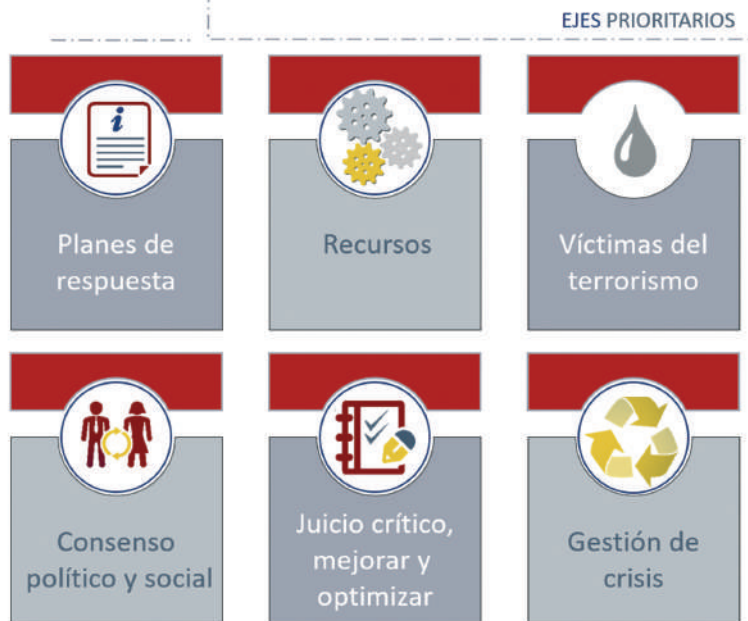 EJES PRIORITARIOS
i
Planes de
respuesta
Recursos
Víctimas del
terrorismo
Consenso
político y social
Juicio crítico,
mejorar y
optimizar
Gestión de
crisis